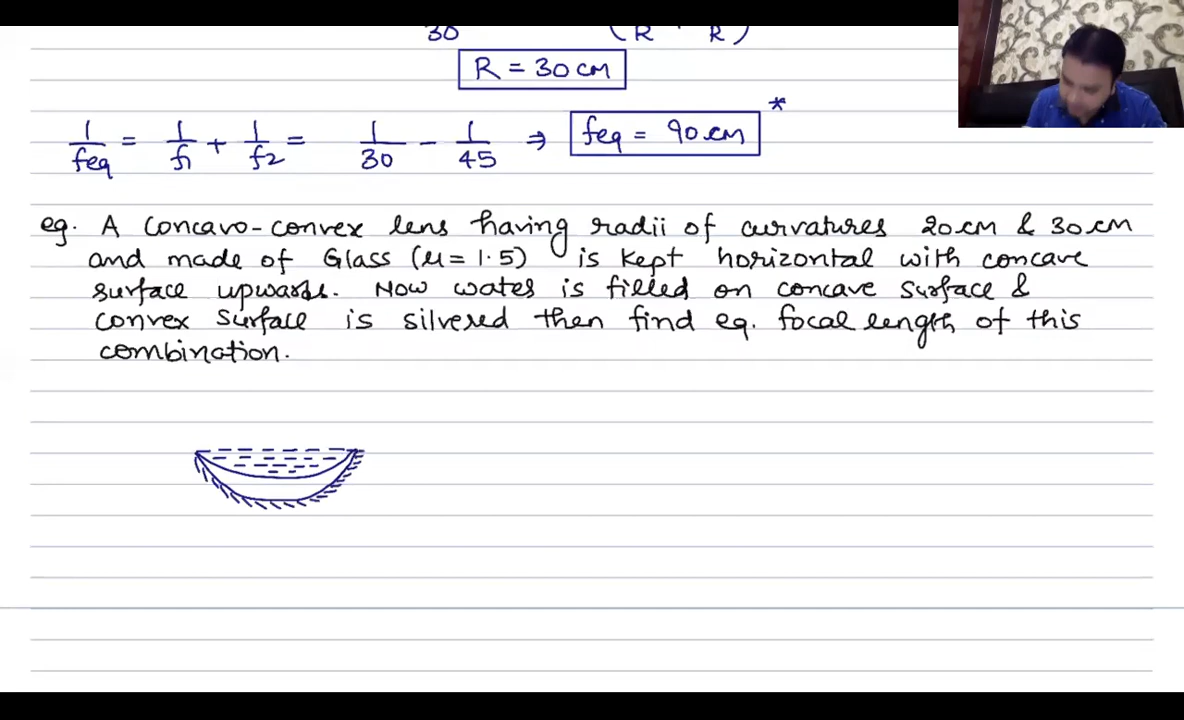 30 (R R)
R = 30 cm
1/feq = 1/f1 + 1/f2 = 1/30 - 1/45 ⇒ feq = 90 cm *
eg. A Concavo-convex lens having radii of curvatures 20 cm & 30 cm
and made of Glass (μ = 1.5) is kept horizontal with concave
surface upwards. Now water is filled on concave surface &
convex surface is silvered then find eq. focal length of this
combination.